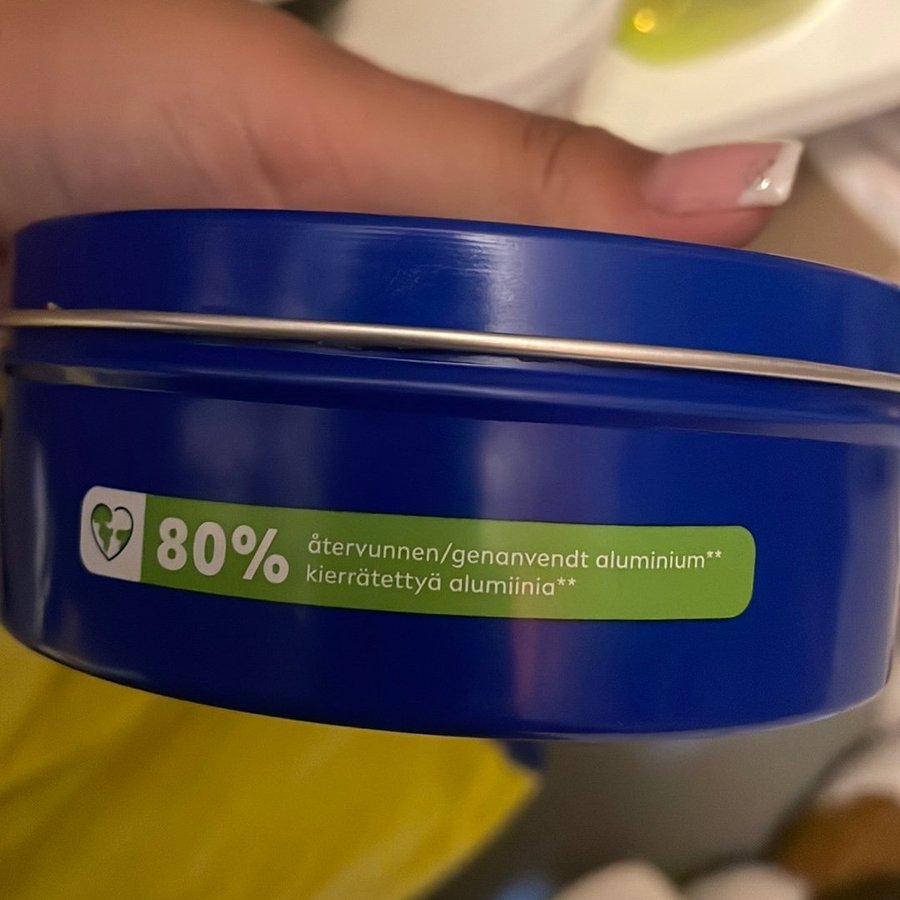 80%
återvunnen/genanvendt aluminium**
kierrätettyä alumiinia**